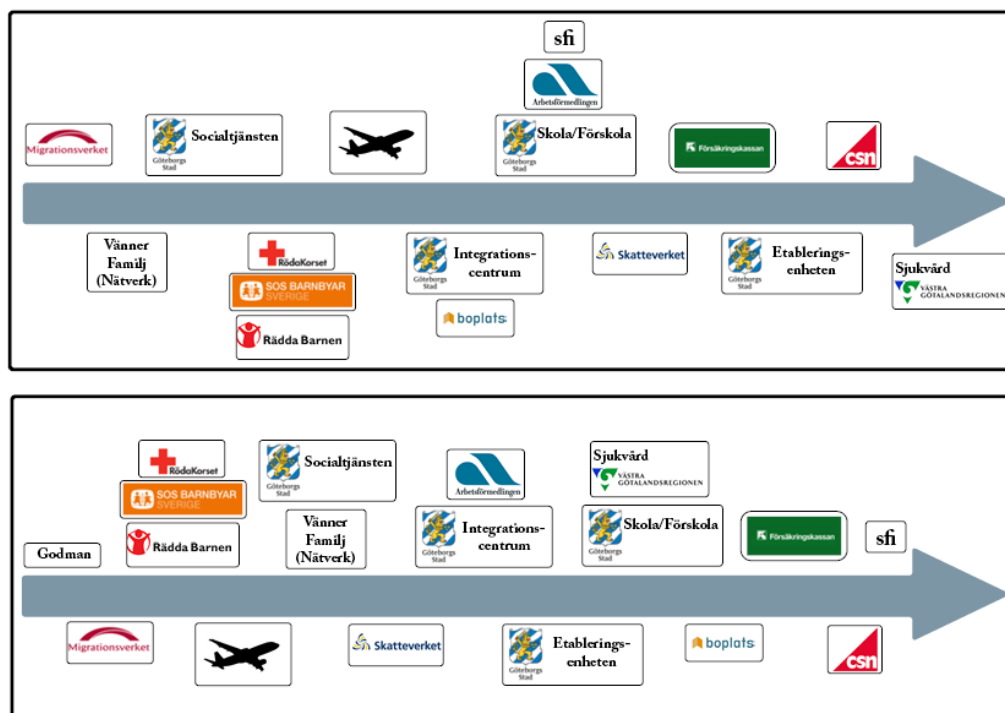 sfi
Arbetsförmedlingen
Migrationsverket
Göteborgs
Stad
Socialtjänsten
Göteborgs
Stad
Skola/Förskola
Försäkringskassan
csn
Vänner
Familj
(Nätverk)
RödaKorset
SOS BARNBYAR
SVERIGE
Rädda Barnen
Göteborgs
Stad
Integrations-
centrum
boplats
Skatteverket
Göteborgs
Stad
Etablerings-
enheten
Sjukvård
VÄSTRA
GÖTALANDSREGIONEN
RödaKorset
SOS BARNBYAR
SVERIGE
Rädda Barnen
Göteborgs
Stad
Socialtjänsten
Vänner
Familj
(Nätverk)
Arbetsförmedlingen
Göteborgs
Stad
Integrations-
centrum
Sjukvård
VÄSTRA
GÖTALANDSREGIONEN
Göteborgs
Stad
Skola/Förskola
Försäkringskassan
sfi
Godman
Migrationsverket
Skatteverket
Göteborgs
Stad
Etablerings-
enheten
boplats
csn